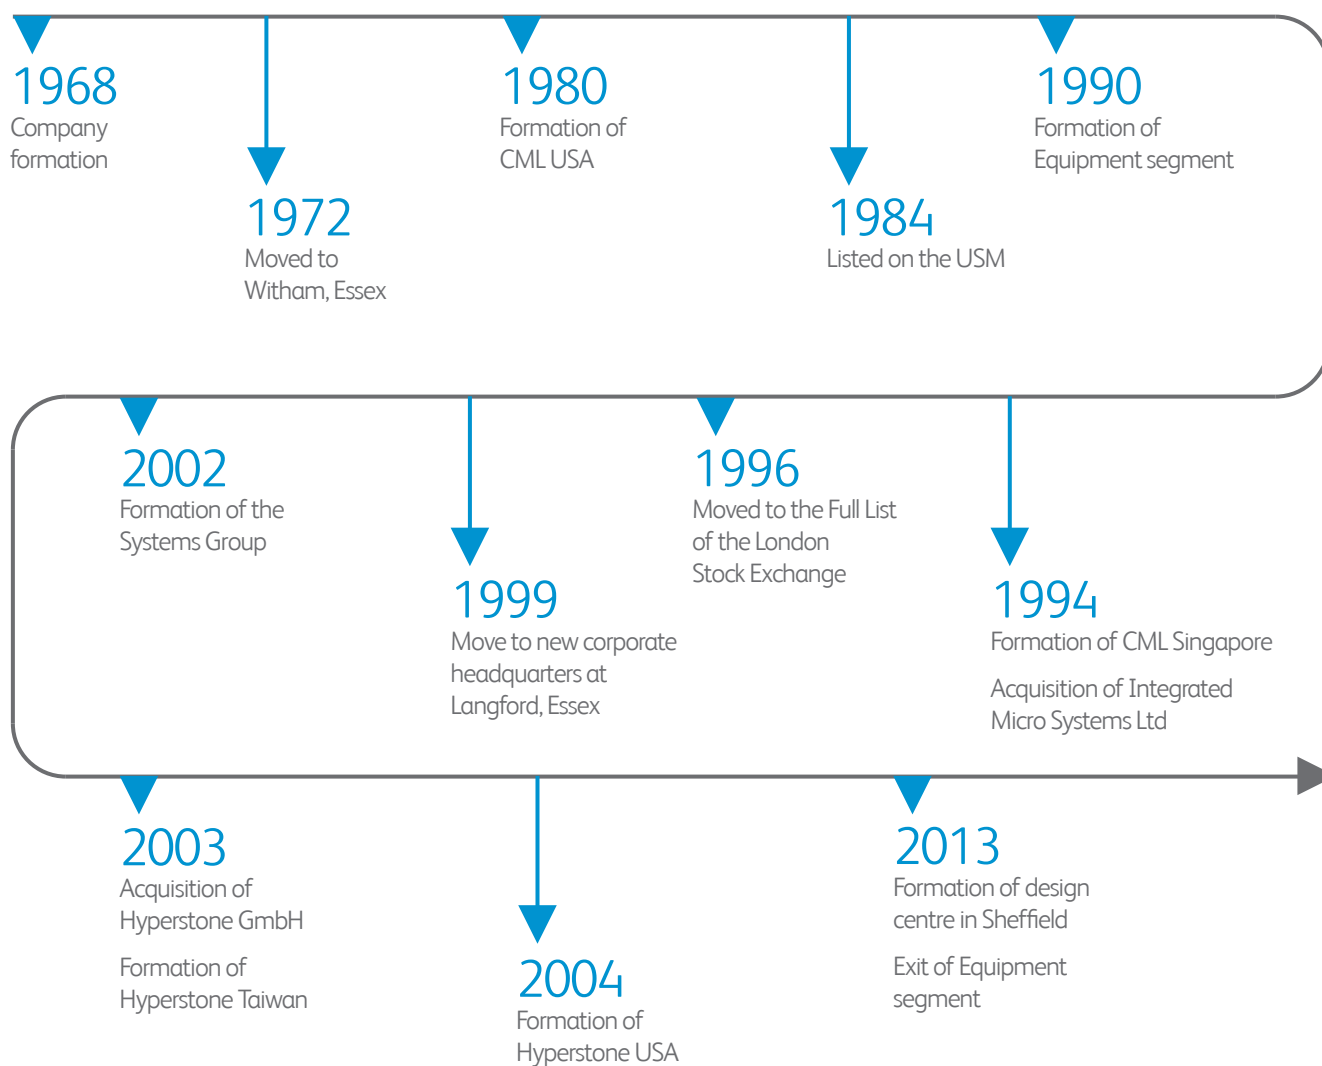 1968
Company
formation
1972
Moved to
Witham, Essex
1980
Formation of
CML USA
1984
Listed on the USM
1990
Formation of
Equipment segment
1994
Formation of CML Singapore
Acquisition of Integrated
Micro Systems Ltd
1996
Moved to the Full List
of the London
Stock Exchange
1999
Move to new corporate
headquarters at
Langford, Essex
2002
Formation of the
Systems Group
2003
Acquisition of
Hyperstone GmbH
Formation of
Hyperstone Taiwan
2004
Formation of
Hyperstone USA
2013
Formation of design
centre in Sheffield
Exit of Equipment
segment